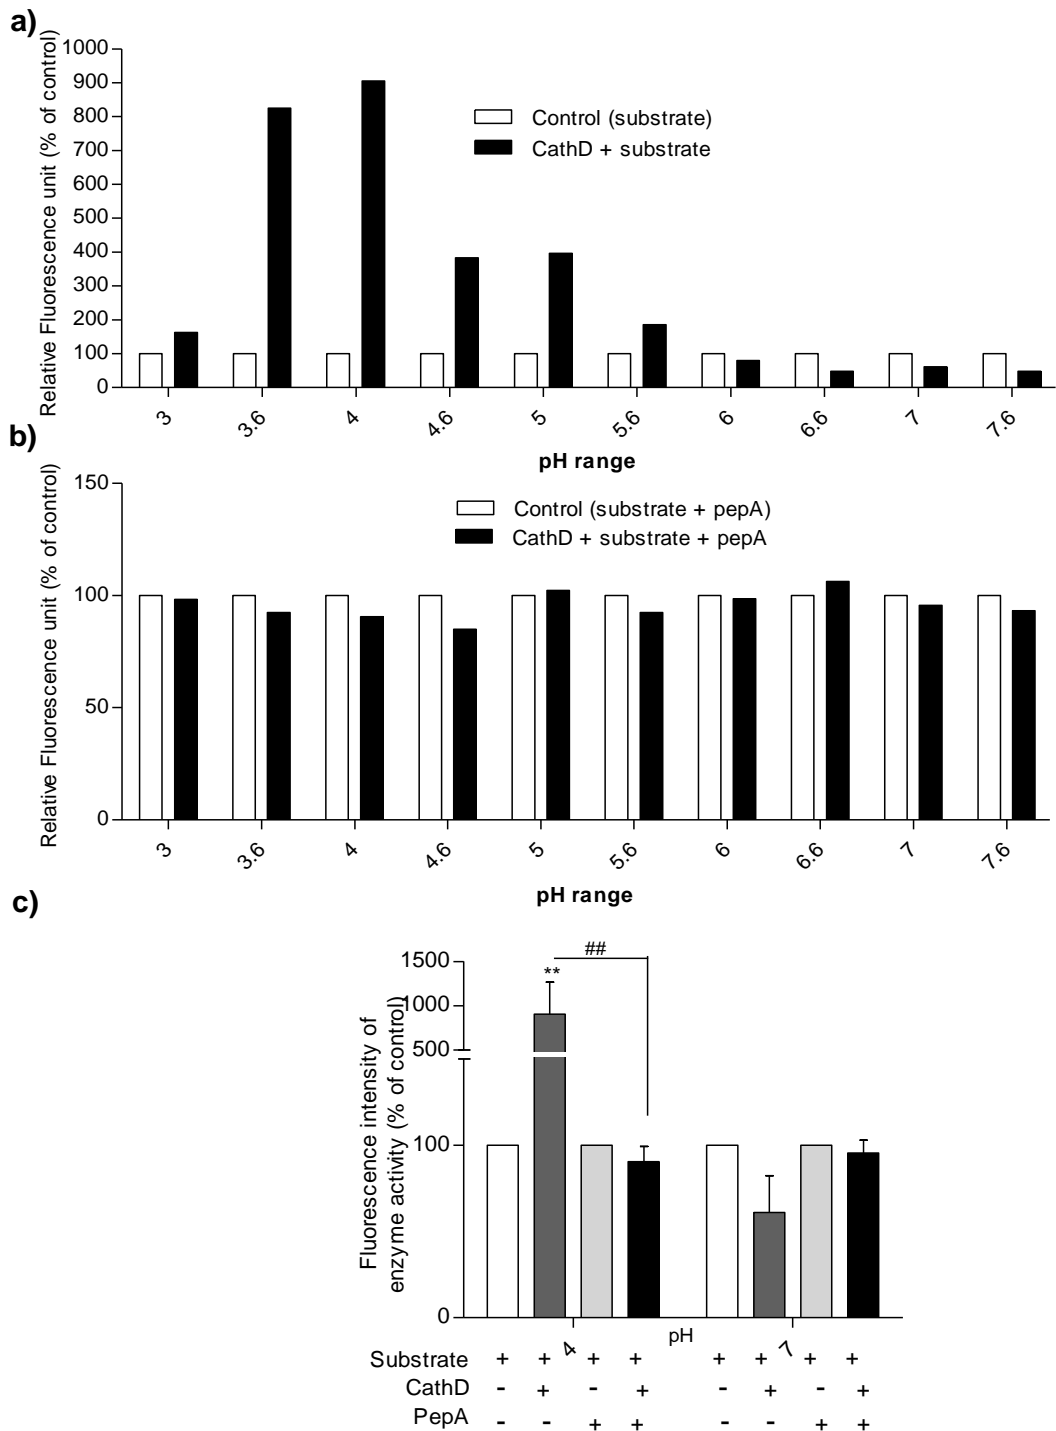 a)
Relative Fluorescence unit (% of control)
1000
900
800
700
600
500
400
300
200
100
0
Control (substrate)
CathD + substrate
3 3.6 4 4.6 5 5.6 6 6.6 7 7.6
pH range
b)
Relative Fluorescence unit (% of control)
150
100
50
0
Control (substrate + pepA)
CathD + substrate + pepA
3 3.6 4 4.6 5 5.6 6 6.6 7 7.6
pH range
c)
Fluorescence intensity of
enzyme activity (% of control)
1500
1000
500
100
0
##
**
4 pH 7
Substrate + + + + + + + +
CathD - + - + - + - +
PepA - - + + - - + +